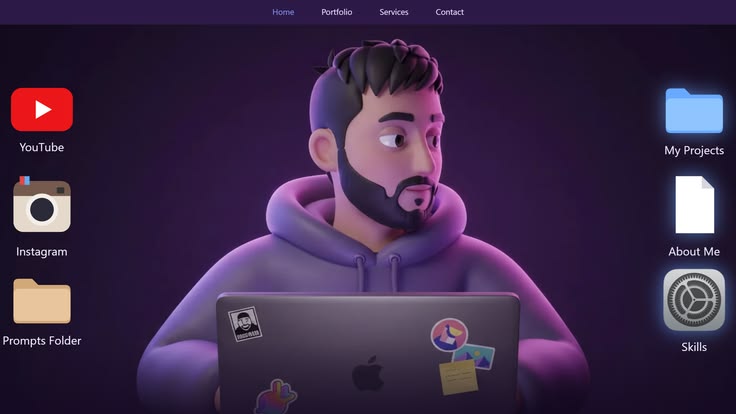 Home
Portfolio
Services
Contact
YouTube
Instagram
Prompts Folder
My Projects
About Me
Skills